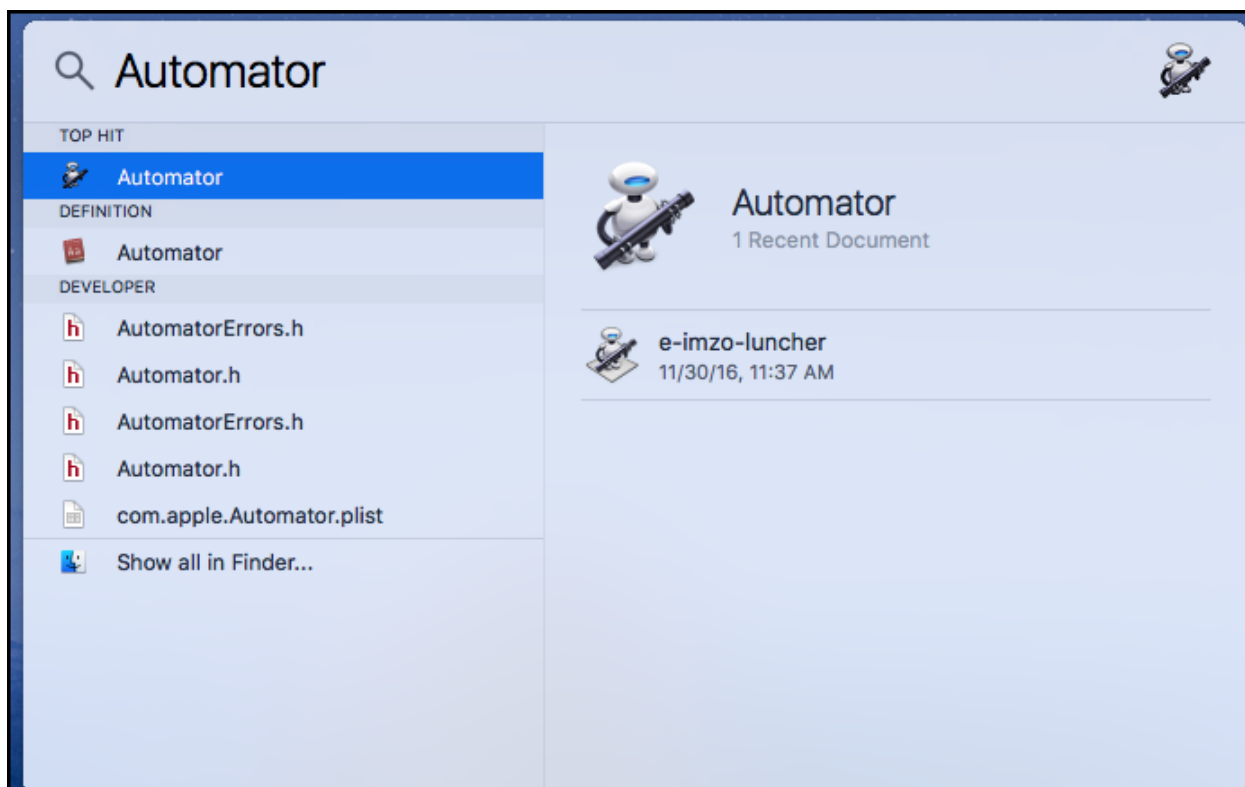 Automator
TOP HIT
Automator
DEFINITION
Automator
DEVELOPER
AutomatorErrors.h
Automator.h
AutomatorErrors.h
Automator.h
com.apple.Automator.plist
Show all in Finder...
Automator
1 Recent Document
e-imzo-luncher
11/30/16, 11:37 AM